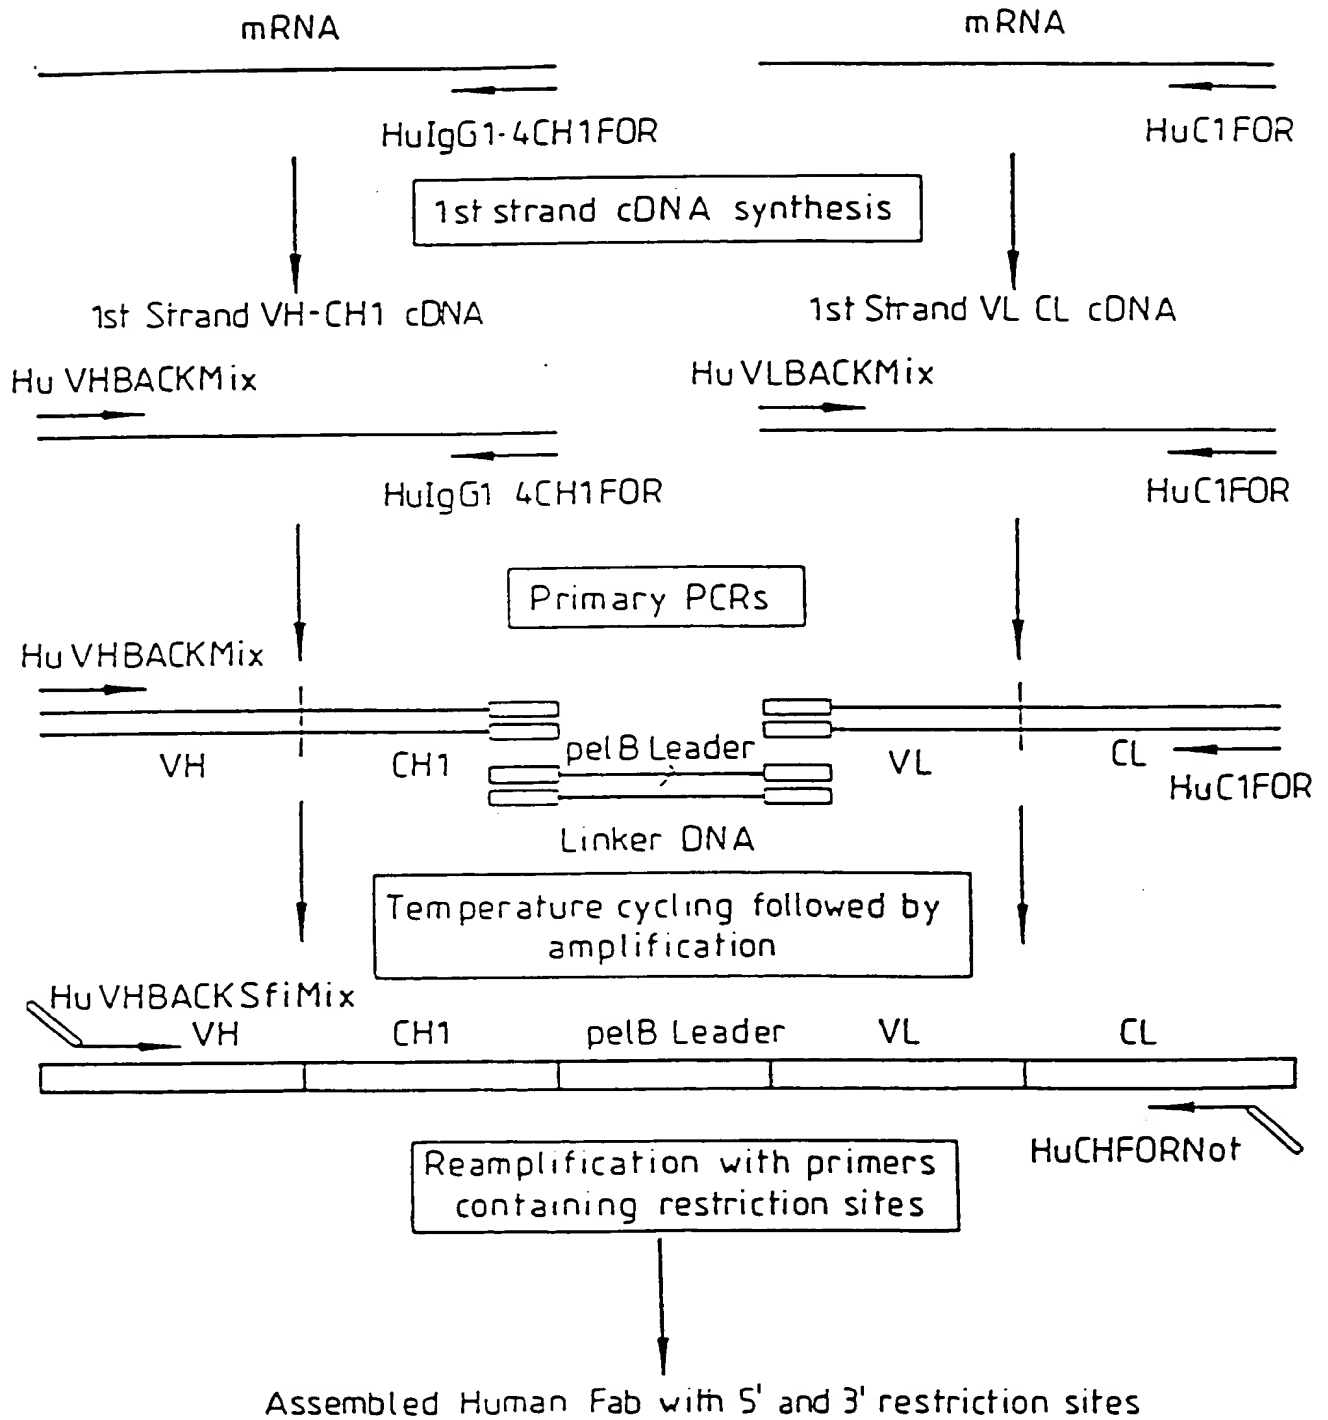 mRNA
mRNA
HuIgG1-4CH1FOR
HuC1FOR
1st strand cDNA synthesis
1st Strand VH-CH1 cDNA
1st Strand VL CL cDNA
Hu VHBACKMix
Hu VLBACKMix
HuIgG1 4CH1FOR
HuC1FOR
Primary PCRs
Hu VHBACKMix
VH
CH1
pelB Leader
VL
CL
HuC1FOR
Linker DNA
Temperature cycling followed by
amplification
Hu VHBACKSfiMix
VH
CH1
pelB Leader
VL
CL
HuCHFORNot
Reamplification with primers
containing restriction sites
Assembled Human Fab with 5' and 3' restriction sites